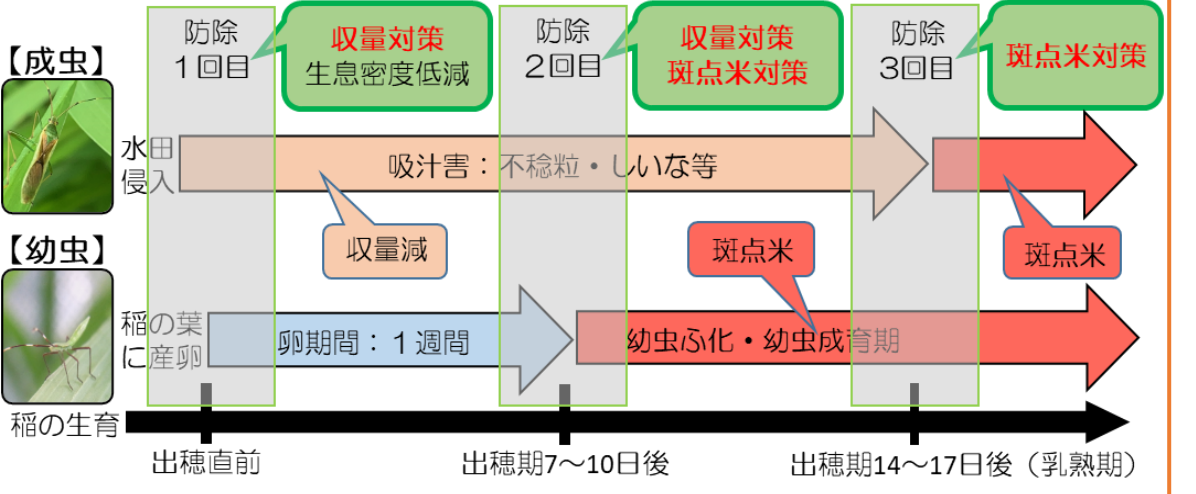 防除
1回目
収量対策
生息密度低減
防除
2回目
収量対策
斑点米対策
防除
3回目
斑点米対策
【成虫】
水田
侵入
吸汁害：不稔粒・しいな等
収量減
斑点米
斑点米
【幼虫】
稲の葉
に産卵
卵期間：１週間
幼虫ふ化・幼虫成育期
稲の生育
出穂直前
出穂期7～10日後
出穂期14～17日後（乳熟期）